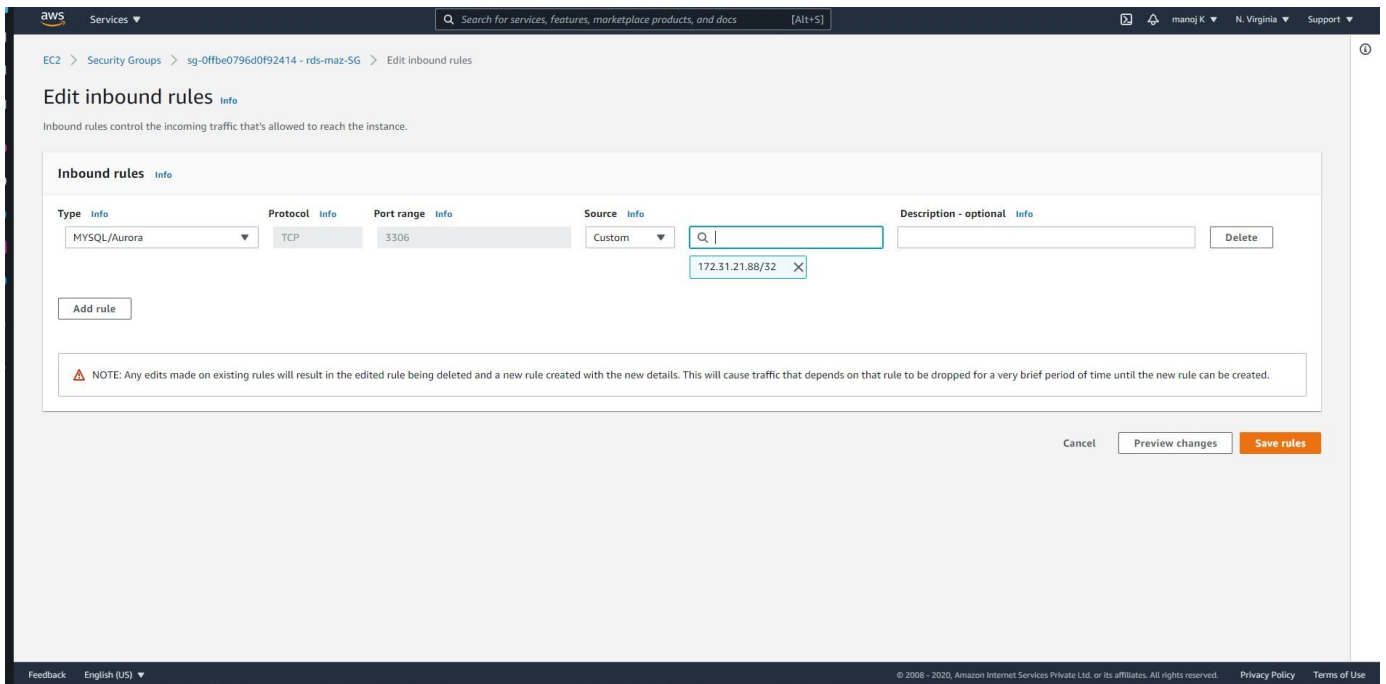 aws Services ▼ Search for services, features, marketplace products, and docs [Alt+S] manoj K ▼ N. Virginia ▼ Support ▼
EC2 > Security Groups > sg-0ffbe0796d0f92414 - rds-maz-SG > Edit inbound rules
Edit inbound rules Info
Inbound rules control the incoming traffic that's allowed to reach the instance.
Inbound rules Info
Type Info Protocol Info Port range Info Source Info Description - optional Info
MYSQL/Aurora ▼ TCP 3306 Custom ▼ Delete
172.31.21.88/32 X
Add rule
NOTE: Any edits made on existing rules will result in the edited rule being deleted and a new rule created with the new details. This will cause traffic that depends on that rule to be dropped for a very brief period of time until the new rule can be created.
Cancel Preview changes Save rules
Feedback English (US) ▼ © 2008 - 2020, Amazon Internet Services Private Ltd. or its affiliates. All rights reserved. Privacy Policy Terms of Use